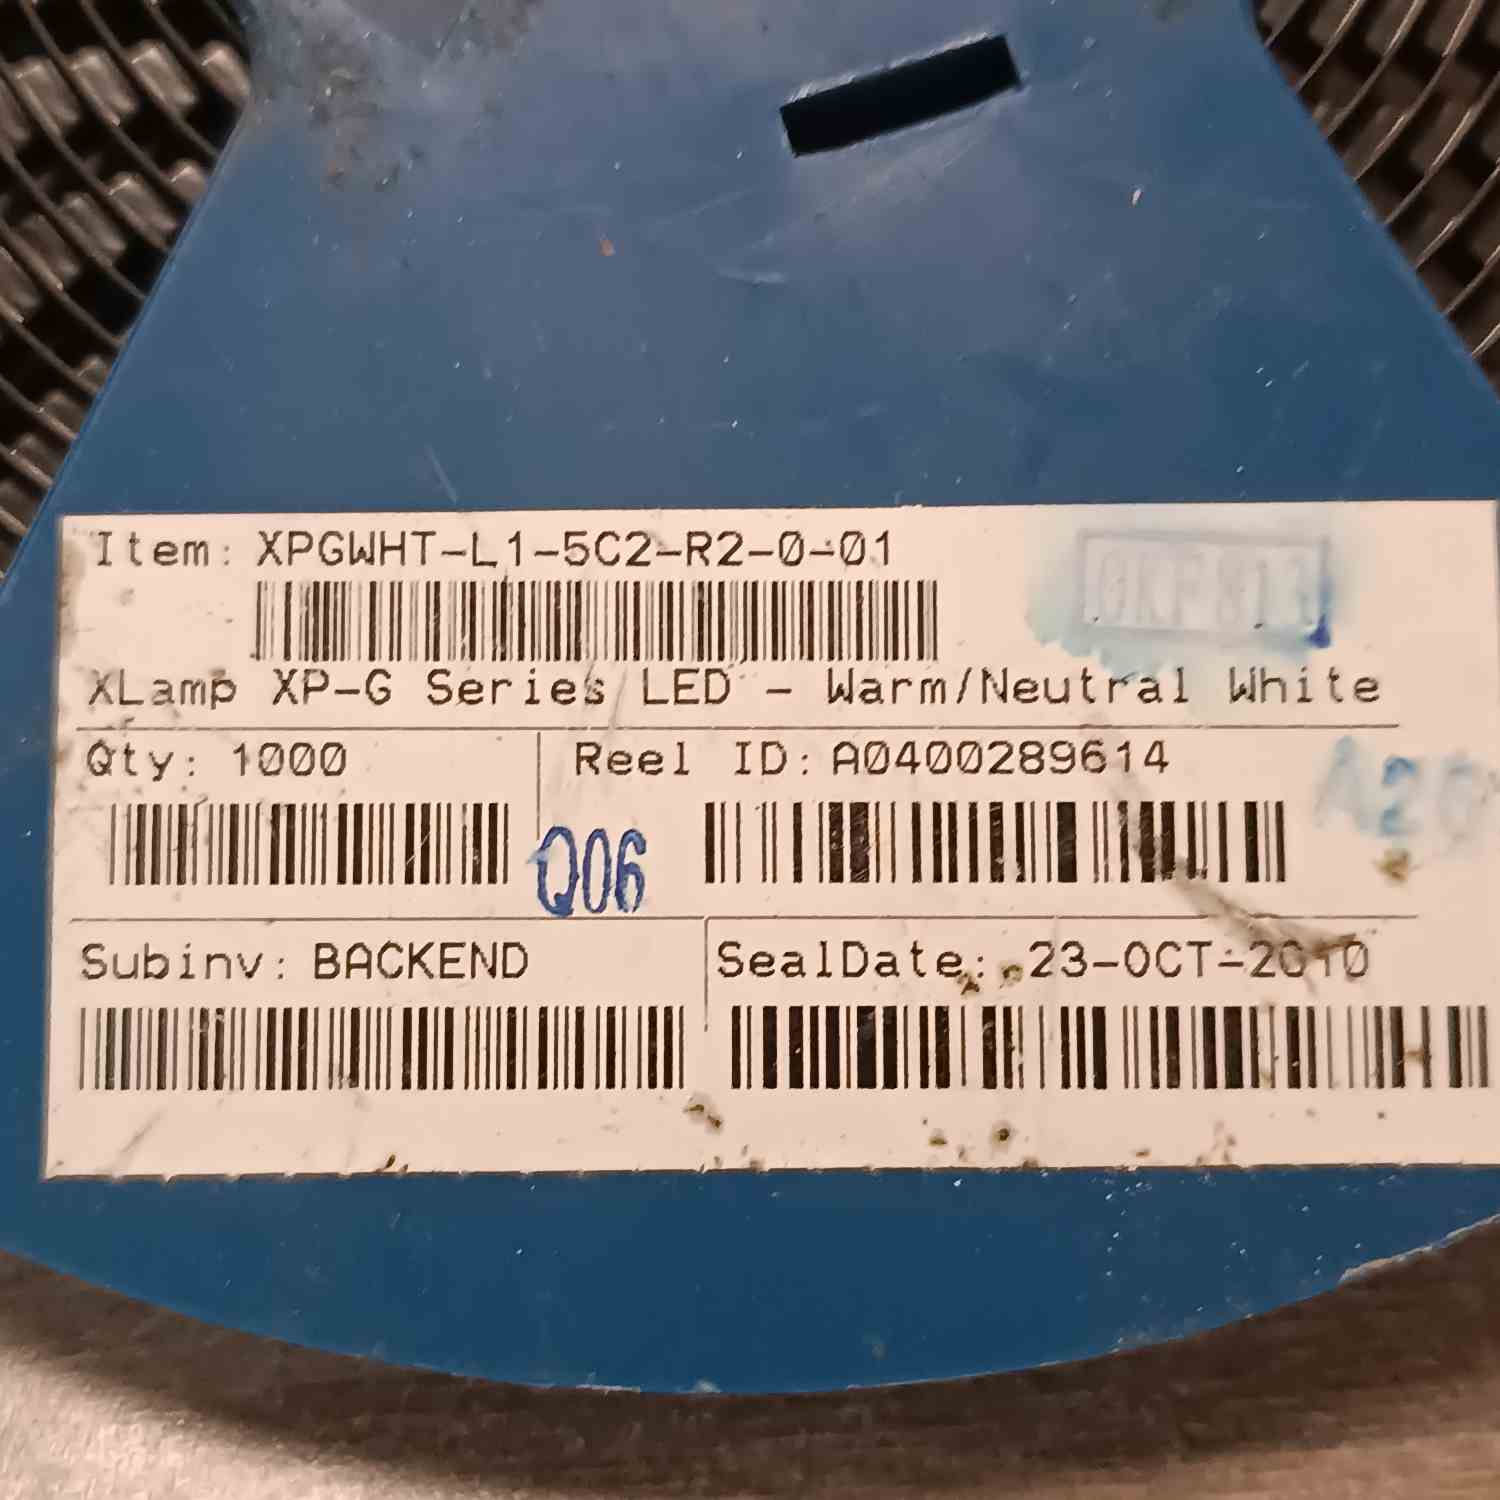 Item: XPGWHT-L1-5C2-R2-0-01
XLamp XP-G Series LED - Warm/Neutral White
Qty: 1000
Reel ID: A0400289614
A20
Q06
Subinv: BACKEND
SealDate: 23-OCT-2010